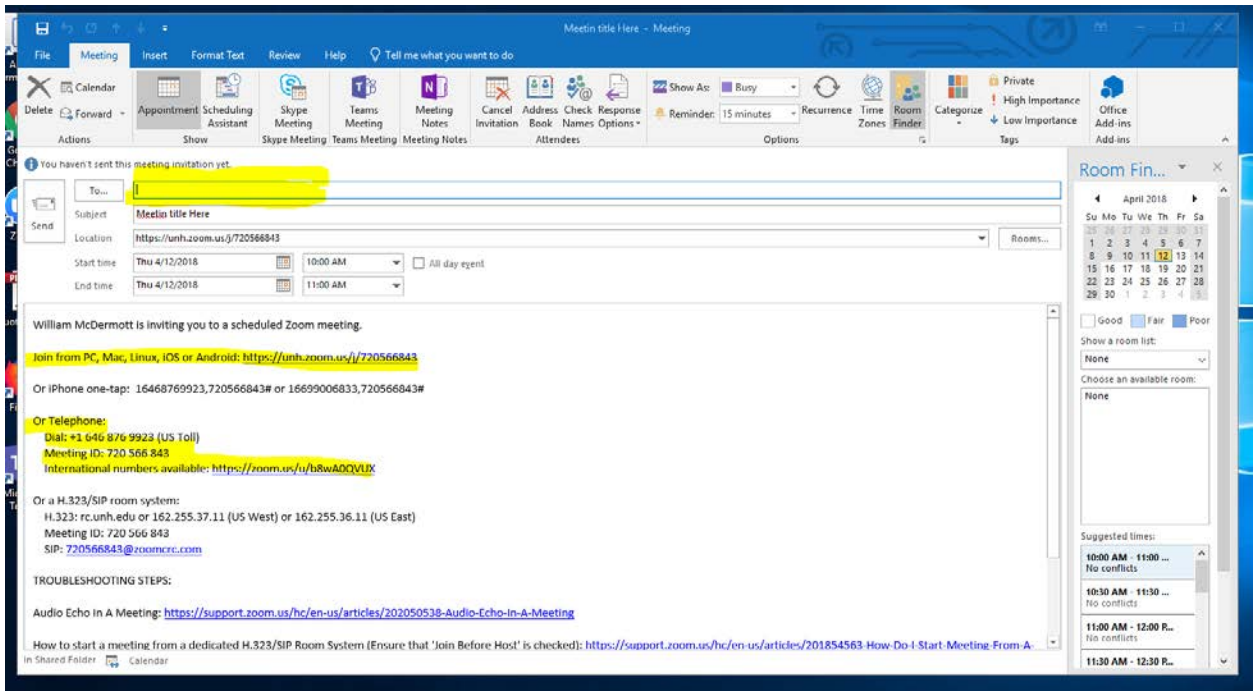 Meetin title Here - Meeting
File Meeting Insert Format Text Review Help Tell me what you want to do
Delete
Calendar
Forward
Actions
Appointment
Scheduling Assistant
Show
Skype Meeting
Skype Meeting
Teams Meeting
Teams Meeting
Meeting Notes
Meeting Notes
Cancel Invitation
Address Book
Check Names
Response Options
Attendees
Show As: Busy
Reminder: 15 minutes
Recurrence
Time Zones
Room Finder
Options
Categorize
Private
High Importance
Low Importance
Tags
Office Add-ins
Add-ins
You haven't sent this meeting invitation yet.
Send
To...
Subject Meetin title Here
Location https://unh.zoom.us/j/720566843 Rooms...
Start time Thu 4/12/2018 10:00 AM All day event
End time Thu 4/12/2018 11:00 AM
William McDermott is inviting you to a scheduled Zoom meeting.
Join from PC, Mac, Linux, iOS or Android: https://unh.zoom.us/j/720566843
Or iPhone one-tap: 16468769923,720566843# or 16699006833,720566843#
Or Telephone:
Dial: +1 646 876 9923 (US Toll)
Meeting ID: 720 566 843
International numbers available: https://zoom.us/u/b8wA0QVUX
Or a H.323/SIP room system:
H.323: rc.unh.edu or 162.255.37.11 (US West) or 162.255.36.11 (US East)
Meeting ID: 720 566 843
SIP: 720566843@zoomcrc.com
TROUBLESHOOTING STEPS:
Audio Echo In A Meeting: https://support.zoom.us/hc/en-us/articles/202050538-Audio-Echo-In-A-Meeting
How to start a meeting from a dedicated H.323/SIP Room System (Ensure that 'Join Before Host' is checked): https://support.zoom.us/hc/en-us/articles/201854563-How-Do-I-Start-Meeting-From-A-
In Shared Folder Calendar
Room Fin...
April 2018
Su Mo Tu We Th Fr Sa
25 26 27 28 29 30 31
1 2 3 4 5 6 7
8 9 10 11 12 13 14
15 16 17 18 19 20 21
22 23 24 25 26 27 28
29 30 1 2 3 4 5
Good Fair Poor
Show a room list:
None
Choose an available room:
None
Suggested times:
10:00 AM - 11:00 ...
No conflicts
10:30 AM - 11:30 ...
No conflicts
11:00 AM - 12:00 P...
No conflicts
11:30 AM - 12:30 P...